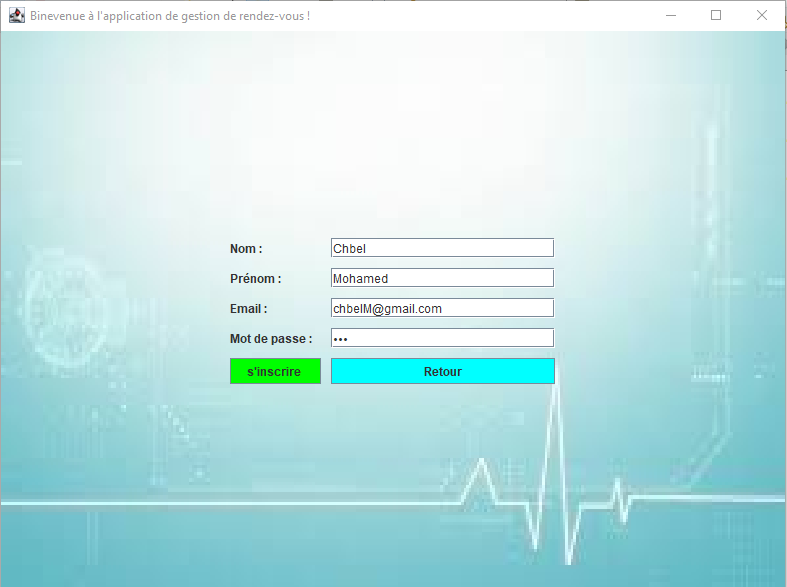 Binevenue à l'application de gestion de rendez-vous !
Nom : Chbel
Prénom : Mohamed
Email : chbelM@gmail.com
Mot de passe : •••
s'inscrire Retour